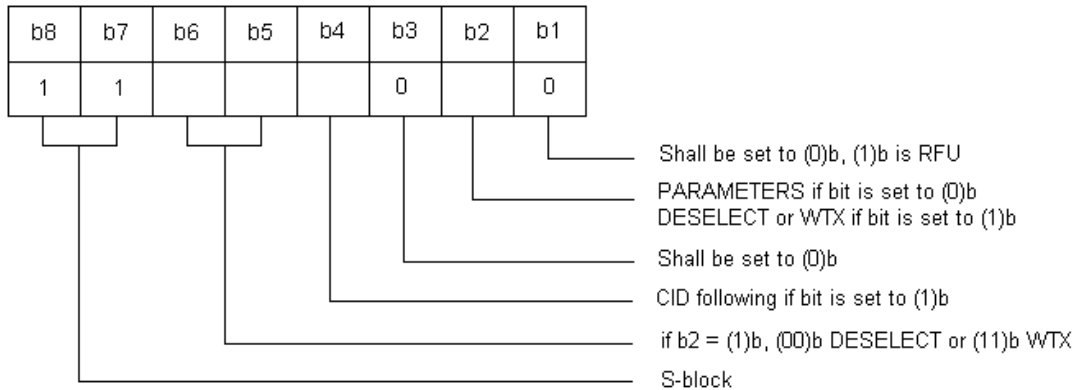 b8 b7 b6 b5 b4 b3 b2 b1
1 1 0 0
Shall be set to (0)b, (1)b is RFU
PARAMETERS if bit is set to (0)b
DESELECT or WTX if bit is set to (1)b
Shall be set to (0)b
CID following if bit is set to (1)b
if b2 = (1)b, (00)b DESELECT or (11)b WTX
S-block